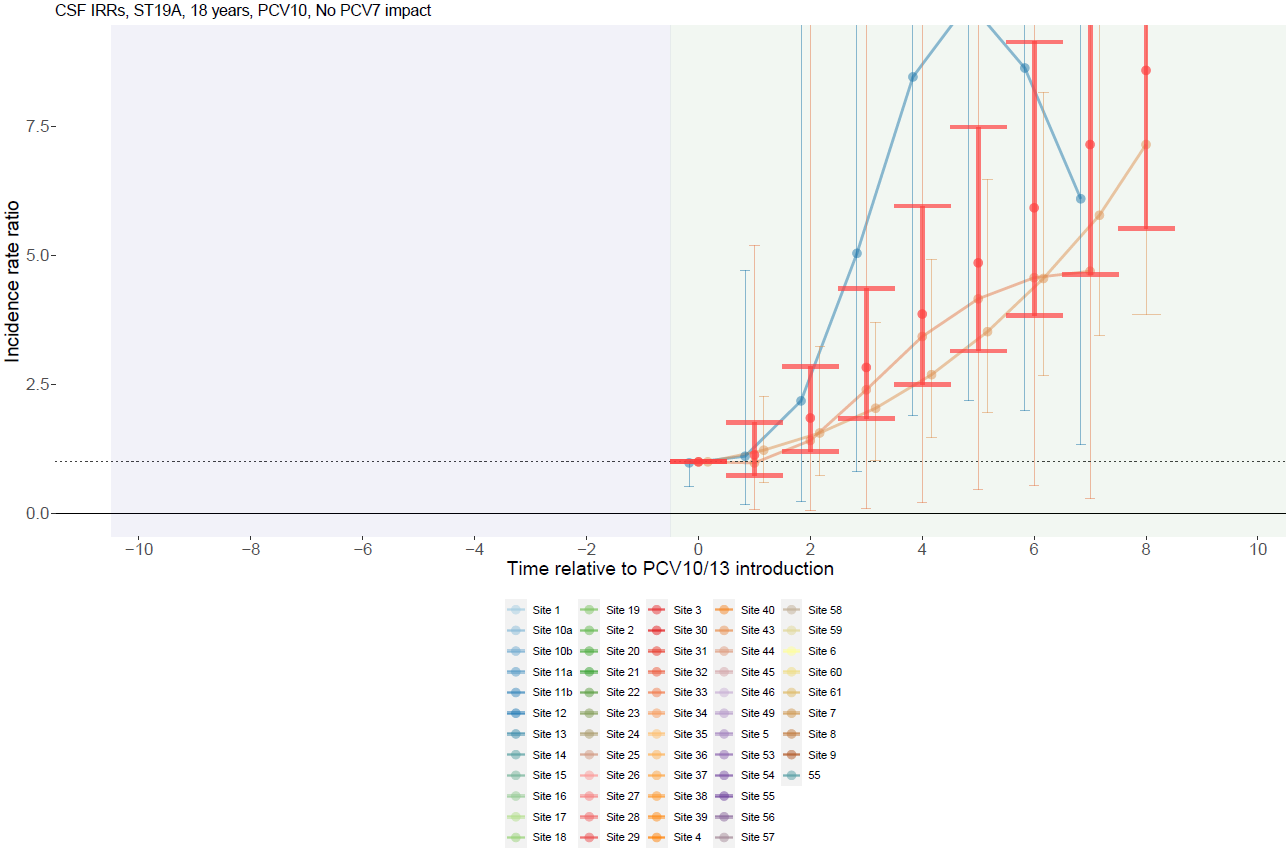 CSF IRRs, ST19A, 18 years, PCV10, No PCV7 impact
Incidence rate ratio
7.5
5.0
2.5
0.0
−10 −8 −6 −4 −2 0 2 4 6 8 10
Time relative to PCV10/13 introduction
Site 1 Site 19 Site 3 Site 40 Site 58
Site 10a Site 2 Site 30 Site 43 Site 59
Site 10b Site 20 Site 31 Site 44 Site 6
Site 11a Site 21 Site 32 Site 45 Site 60
Site 11b Site 22 Site 33 Site 46 Site 61
Site 12 Site 23 Site 34 Site 49 Site 7
Site 13 Site 24 Site 35 Site 5 Site 8
Site 14 Site 25 Site 36 Site 53 Site 9
Site 15 Site 26 Site 37 Site 54 55
Site 16 Site 27 Site 38 Site 55
Site 17 Site 28 Site 39 Site 56
Site 18 Site 29 Site 4 Site 57